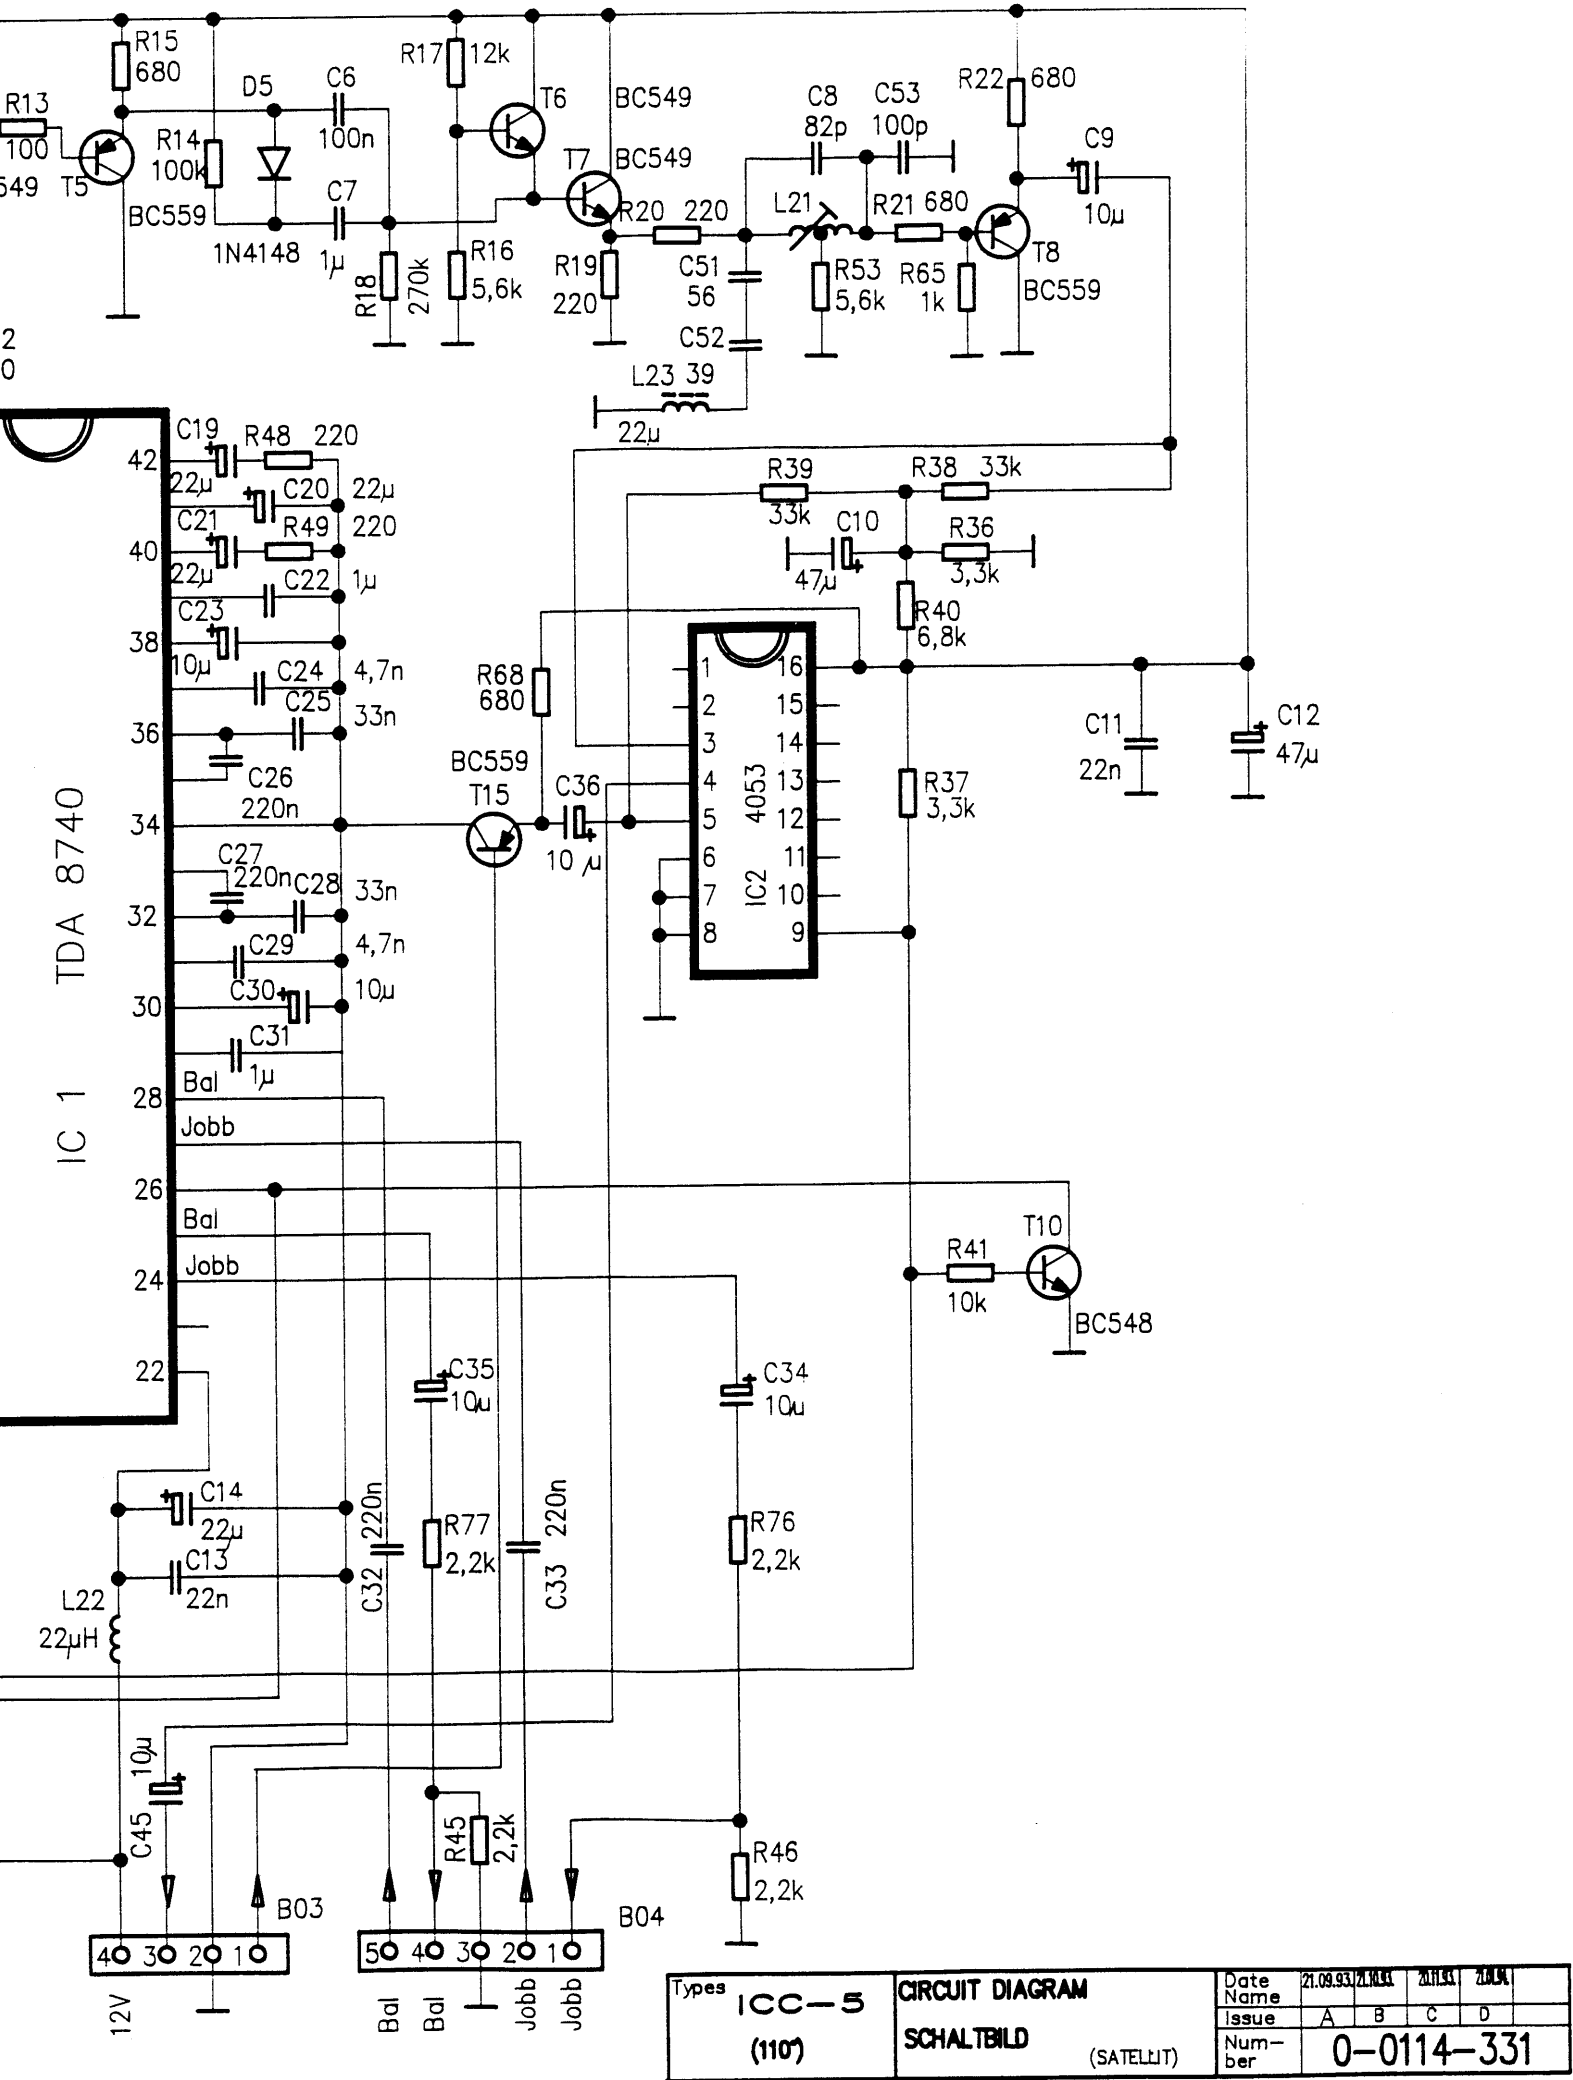 R15
680
R13
100
549
T5
BC559
R14
100k
D5
1N4148
C6
100n
C7
1µ
R18
270k
R17 12k
R16
5,6k
T6
BC549
T7
BC549
R20 220
R19
220
C8
82p
C53
100p
L21
R21 680
C51
56
C52
L23 39
22µ
R53
5,6k
R65
1k
R22 680
C9
10µ
T8
BC559
2
0
42
C19
22µ
R48 220
C20 22µ
40
C21
22µ
R49 220
C22 1µ
38
C23
10µ
C24 4,7n
36
C25 33n
C26
220n
34
C27
220n
C28 33n
32
C29 4,7n
30
C30 10µ
C31
1µ
28
Bal
Jobb
26
Bal
24
Jobb
22
IC 1 TDA 8740
R39
33k
R38 33k
C10
47µ
R36
3,3k
R40
6,8k
R68
680
BC559
T15
C36
10 µ
1 16
2 15
3 14
4 13
5 12
6 11
7 10
8 9
IC2 4053
R37
3,3k
C11
22n
C12
47µ
R41
10k
T10
BC548
C35
10µ
C34
10µ
C14
22µ
C13
22n
L22
22µH
C32 220n
R77
2,2k
C33 220n
R76
2,2k
C45 10µ
R45 2,2k
R46
2,2k
B03
4 3 2 1
12V
B04
5 4 3 2 1
Bal Bal Jobb Jobb
Types
ICC-5
(110°)
CIRCUIT DIAGRAM
SCHALTBILD
(SATELLIT)
Date 21.09.93
Name
Issue A B C D
Num-
ber
0-0114-331